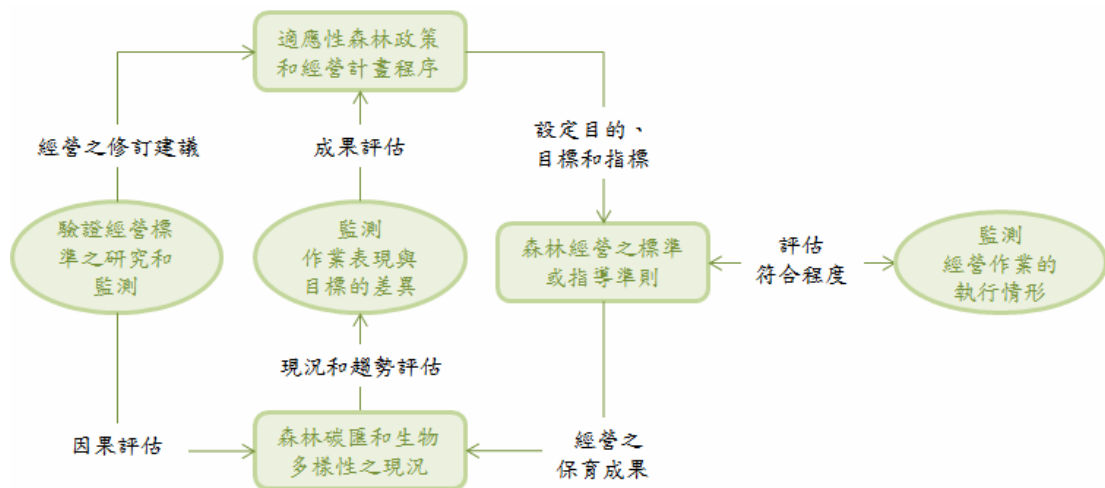 適應性森林政策
和經營計畫程序
經營之修訂建議
成果評估
設定目的、
目標和指標
驗證經營標
準之研究和
監測
監測
作業表現與
目標的差異
森林經營之標準
或指導準則
評估
符合程度
監測
經營作業的
執行情形
現況和趨勢評估
因果評估
森林碳匯和生物
多樣性之現況
經營之
保育成果